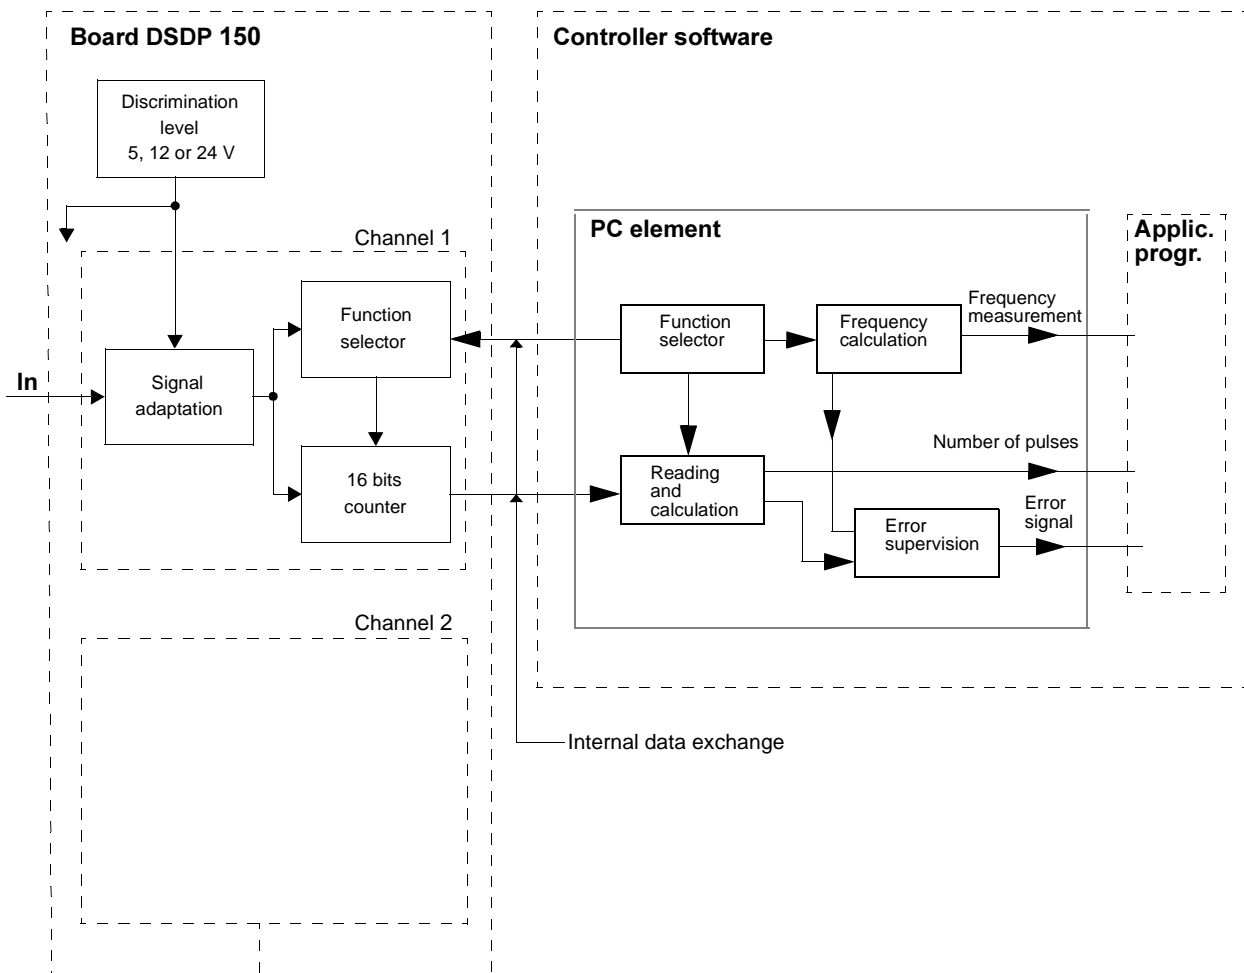 Board DSDP 150
Controller software
Discrimination
level
5, 12 or 24 V
Channel 1
Function
selector
In
Signal
adaptation
16 bits
counter
Channel 2
PC element
Function
selector
Frequency
calculation
Frequency
measurement
Applic.
progr.
Reading
and
calculation
Number of pulses
Error
supervision
Error
signal
Internal data exchange